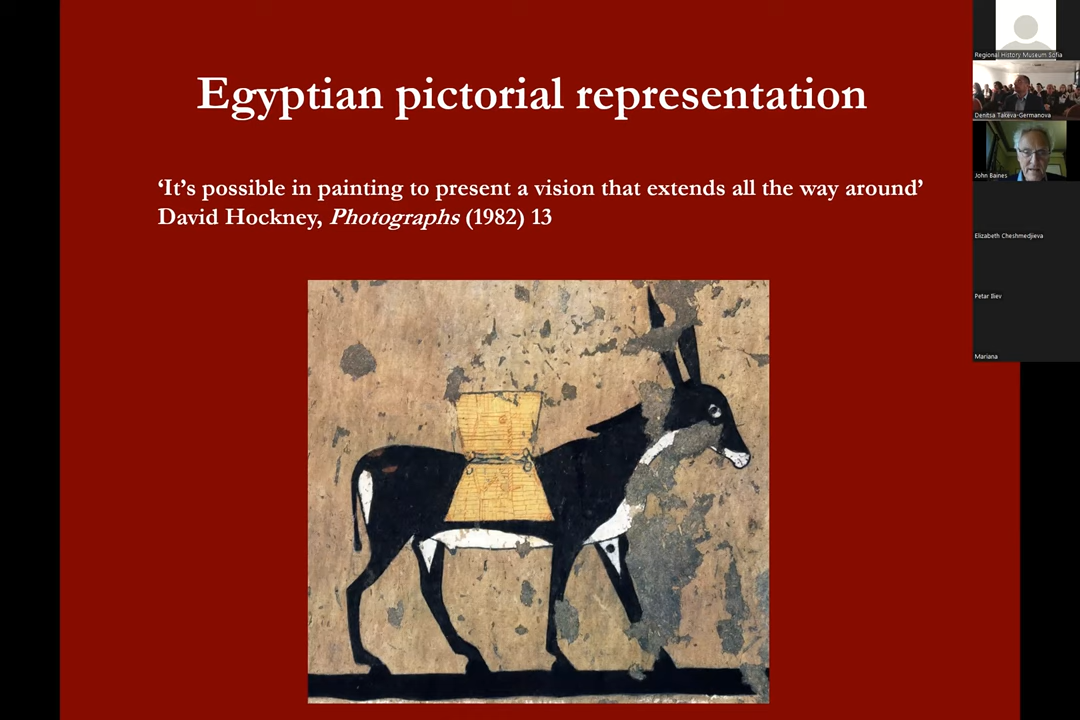 Egyptian pictorial representation
‘It’s possible in painting to present a vision that extends all the way around’
David Hockney, Photographs (1982) 13
Regional History Museum Sofia
Denitsa Takeva-Germanova
John Baines
Elizabeth Cheshmedjieva
Petar Iliev
Mariana